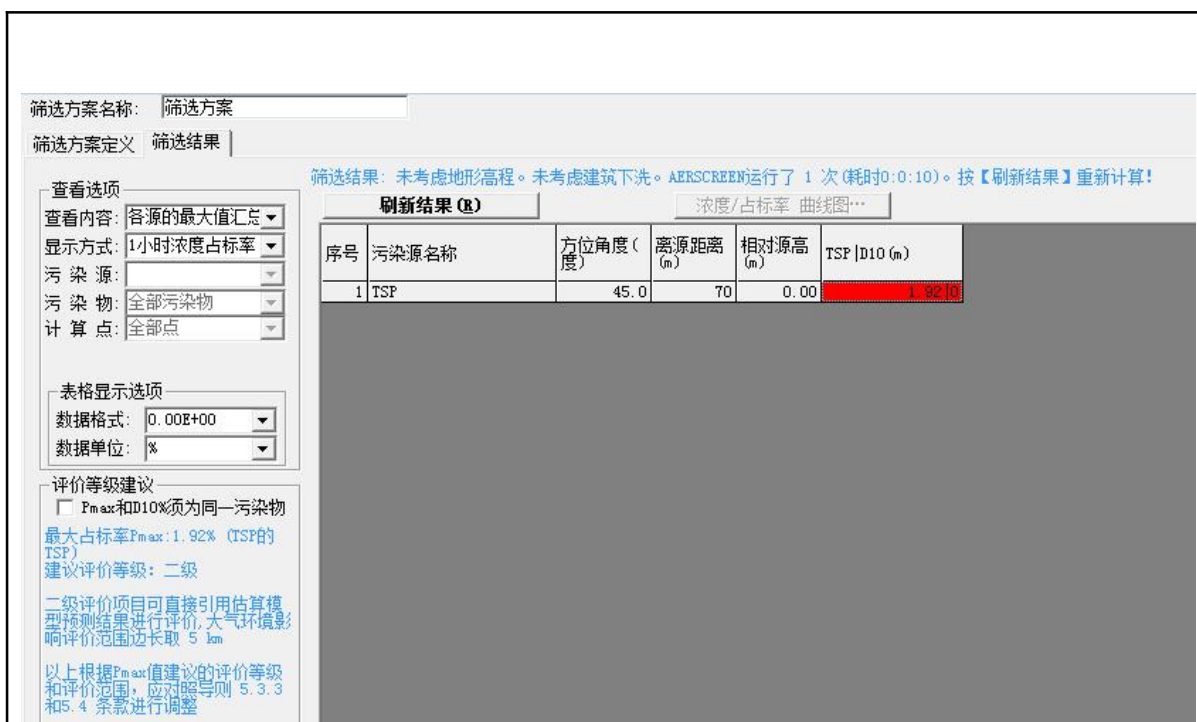 筛选方案名称: 筛选方案
筛选方案定义 筛选结果
筛选结果: 未考虑地形高程。未考虑建筑下洗。AERSCREEN运行了 1 次(耗时0:0:10)。按【刷新结果】重新计算!
查看选项
查看内容: 各源的最大值汇总
显示方式: 1小时浓度占标率
污 染 源:
污 染 物: 全部污染物
计 算 点: 全部点
刷新结果(R) 浓度/占标率 曲线图…
序号 污染源名称 方位角度(度) 离源距离(m) 相对源高(m) TSP|D10(m)
1 TSP 45.0 70 0.00 1.92|0
表格显示选项
数据格式: 0.00E+00
数据单位: %
评价等级建议
Pmax和D10%须为同一污染物
最大占标率Pmax:1.92% (TSP的
TSP)
建议评价等级: 二级
二级评价项目可直接引用估算模
型预测结果进行评价,大气环境影
响评价范围边长取 5 km
以上根据Pmax值建议的评价等级
和评价范围,应对照导则 5.3.3
和5.4 条款进行调整